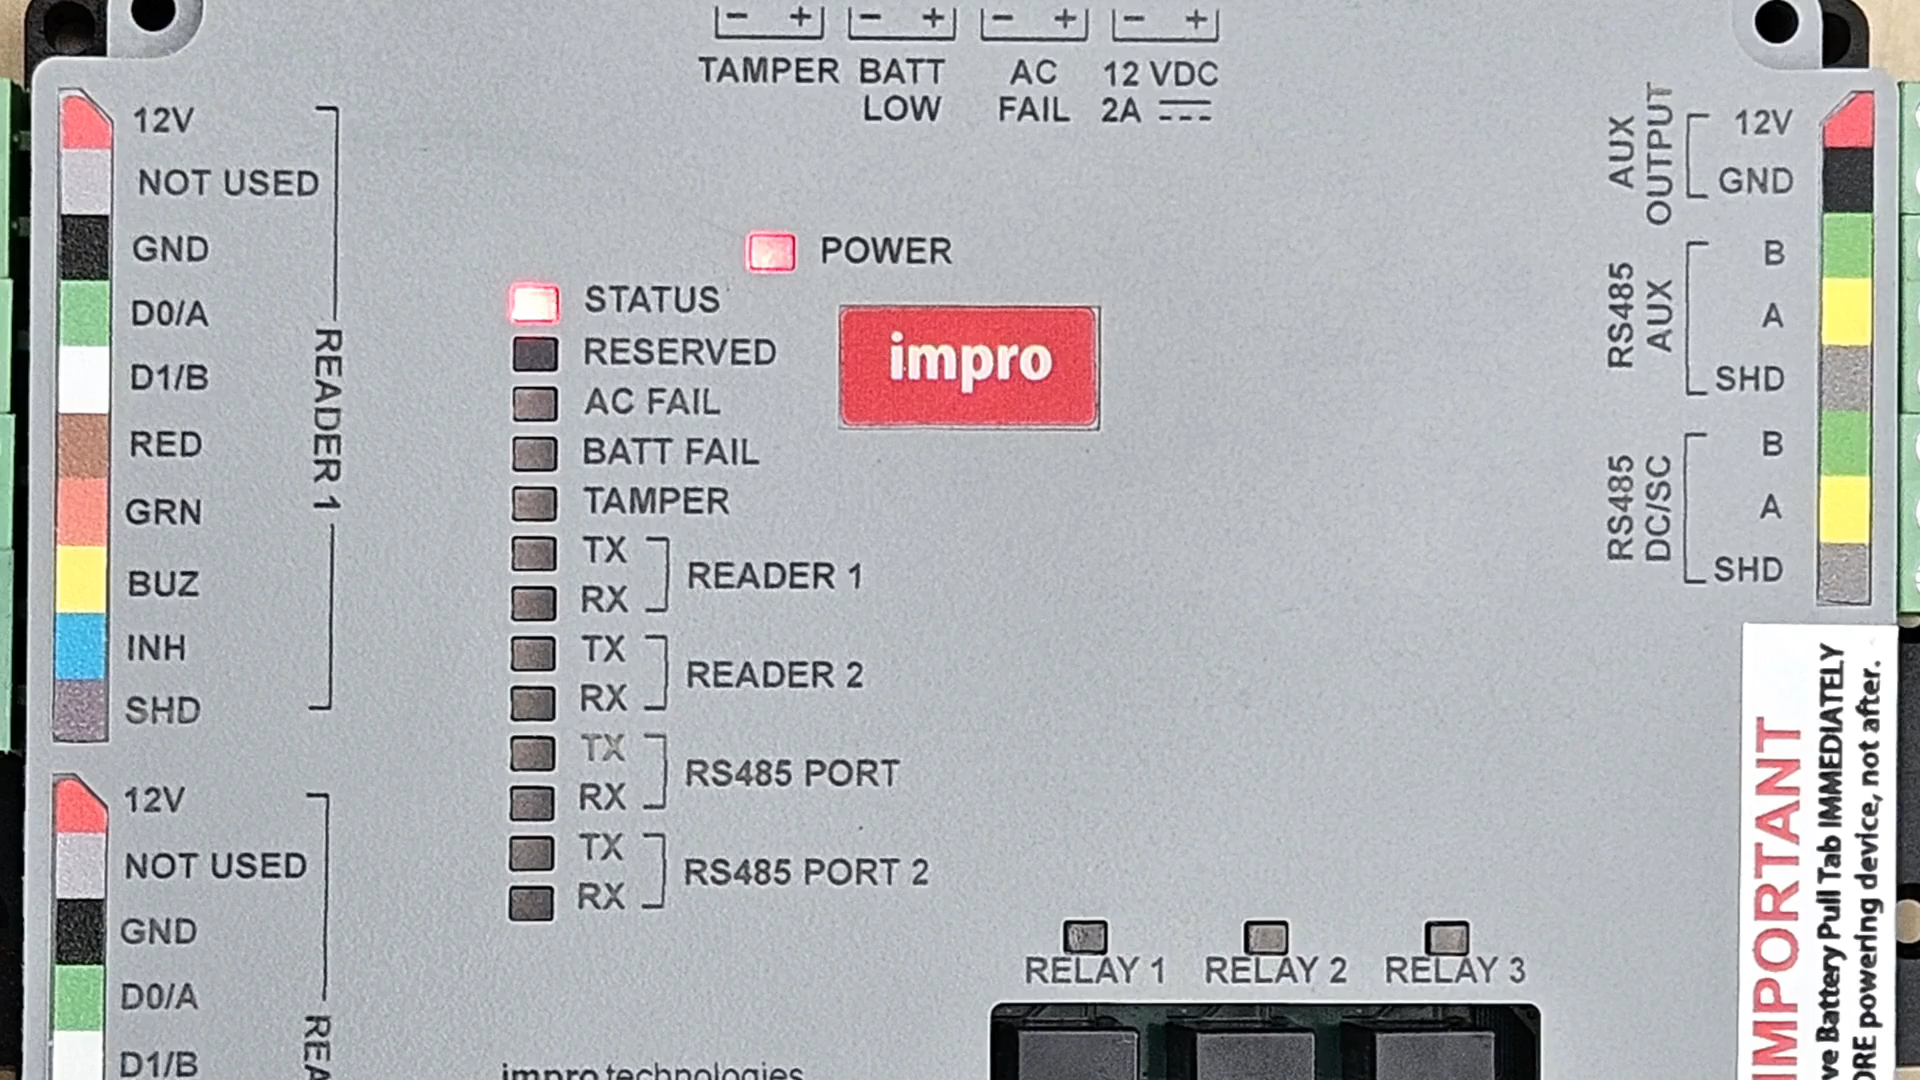 - + - + - + - +
TAMPER BATT LOW AC FAIL 12 VDC 2A
12V
NOT USED
GND
D0/A
D1/B
RED
GRN
BUZ
INH
SHD
READER 1
12V
NOT USED
GND
D0/A
D1/B
POWER
STATUS
RESERVED
AC FAIL
BATT FAIL
TAMPER
TX
RX
READER 1
TX
RX
READER 2
TX
RX
RS485 PORT
TX
RX
RS485 PORT 2
impro
RELAY 1 RELAY 2 RELAY 3
impro technologies
AUX OUTPUT
12V
GND
RS485 AUX
B
A
SHD
RS485 DC/SC
B
A
SHD
IMPORTANT
Battery Pull Tab IMMEDIATELY
powering device, not after.